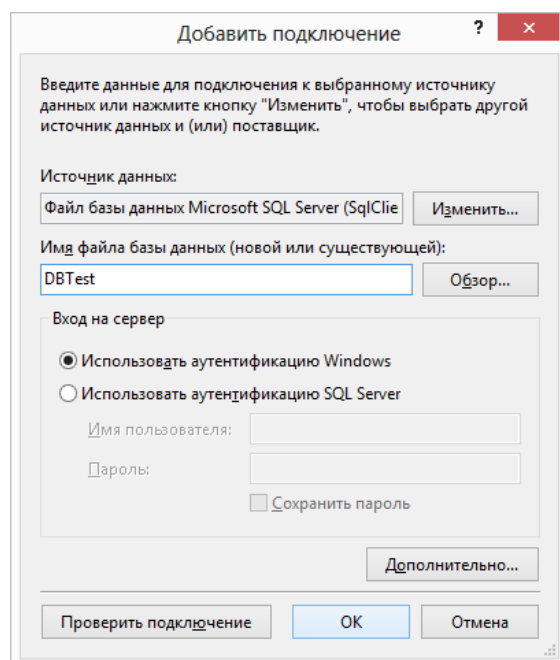 Добавить подключение
?
×
Введите данные для подключения к выбранному источнику
данных или нажмите кнопку "Изменить", чтобы выбрать другой
источник данных и (или) поставщик.
Источник данных:
Файл базы данных Microsoft SQL Server (SqlClie
Изменить...
Имя файла базы данных (новой или существующей):
DBTest
Обзор...
Вход на сервер
Использовать аутентификацию Windows
Использовать аутентификацию SQL Server
Имя пользователя:
Пароль:
Сохранить пароль
Дополнительно...
Проверить подключение
ОК
Отмена